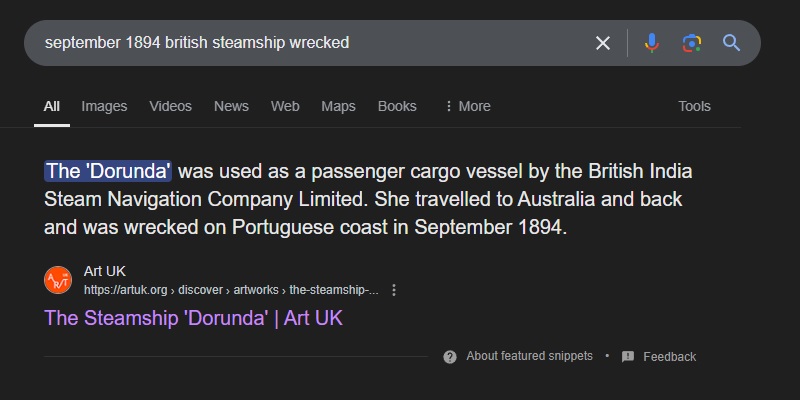 september 1894 british steamship wrecked
All Images Videos News Web Maps Books More Tools
The 'Dorunda' was used as a passenger cargo vessel by the British India
Steam Navigation Company Limited. She travelled to Australia and back
and was wrecked on Portuguese coast in September 1894.
Art UK
https://artuk.org › discover › artworks › the-steamship-...
The Steamship 'Dorunda' | Art UK
About featured snippets • Feedback